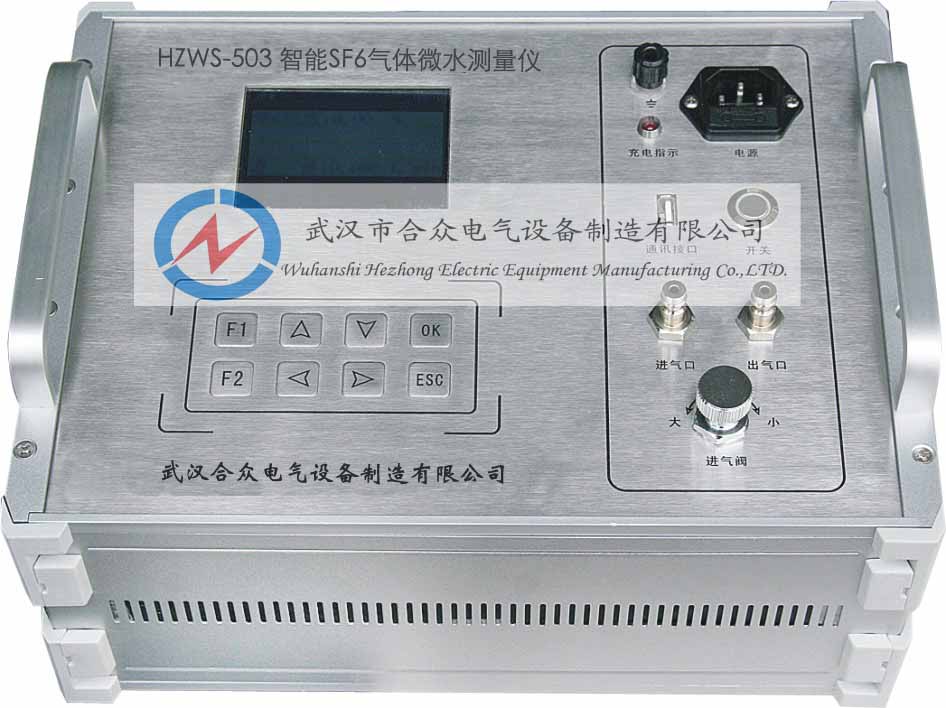 HZWS-503 智能SF6气体微水测量仪
充电指示
电源
武汉市合众电气设备制造有限公司
Wuhanshi Hezhong Electric Equipment Manufacturing Co.,LTD.
通讯接口
开关
F1
OK
F2
ESC
进气口
出气口
大
小
进气阀
武汉合众电气设备制造有限公司